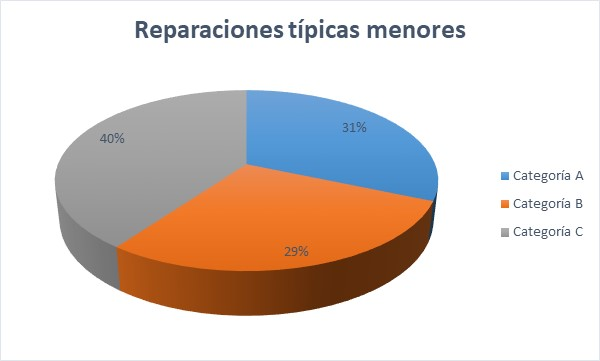 Reparaciones típicas menores
31%
40%
29%
Categoría A
Categoría B
Categoría C